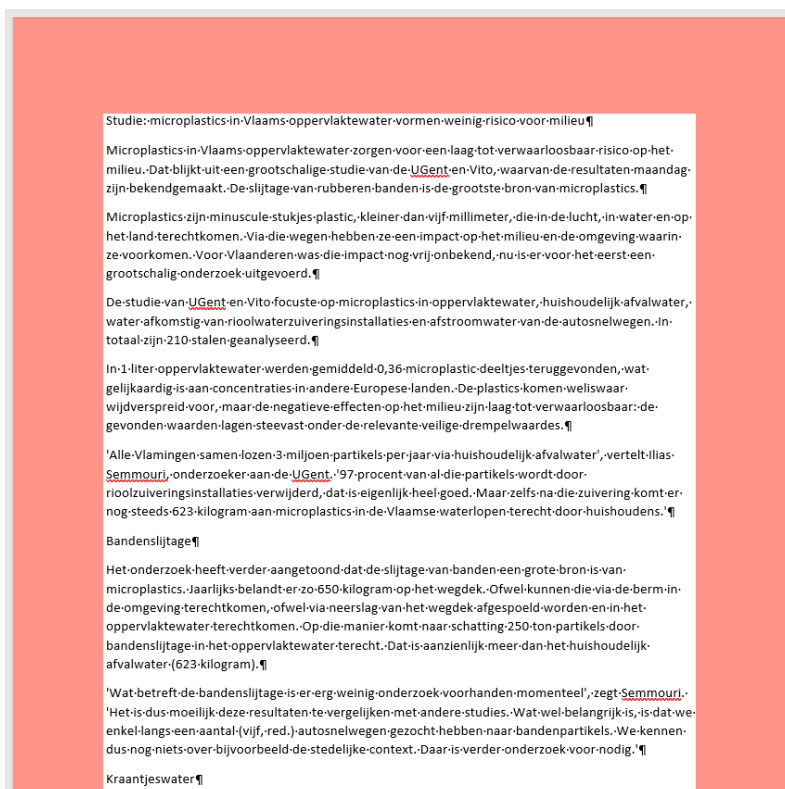 Studie: microplastics in Vlaams oppervlaktewater vormen weinig risico voor milieu¶
Microplastics in Vlaams oppervlaktewater zorgen voor een laag tot verwaarloosbaar risico op het
milieu. Dat blijkt uit een grootschalige studie van de UGent en Vito, waarvan de resultaten maandag
zijn bekendgemaakt. De slijtage van rubberen banden is de grootste bron van microplastics.¶
Microplastics zijn minuscule stukjes plastic, kleiner dan vijf millimeter, die in de lucht, in water en op
het land terechtkomen. Via die wegen hebben ze een impact op het milieu en de omgeving waarin
ze voorkomen. Voor Vlaanderen was die impact nog vrij onbekend, nu is er voor het eerst een
grootschalig onderzoek uitgevoerd.¶
De studie van UGent en Vito focuste op microplastics in oppervlaktewater, huishoudelijk afvalwater,
water afkomstig van rioolwaterzuiveringsinstallaties en afstroomwater van de autosnelwegen. In
totaal zijn 210 stalen geanalyseerd.¶
In 1 liter oppervlaktewater werden gemiddeld 0,36 microplastic deeltjes teruggevonden, wat
gelijkaardig is aan concentraties in andere Europese landen. De plastics komen weliswaar
wijdverspreid voor, maar de negatieve effecten op het milieu zijn laag tot verwaarloosbaar: de
gevonden waarden lagen steevast onder de relevante veilige drempelwaardes.¶
'Alle Vlamingen samen lozen 3 miljoen partikels per jaar via huishoudelijk afvalwater', vertelt Ilias
Semmouri, onderzoeker aan de UGent. '97 procent van al die partikels wordt door
rioolzuiveringsinstallaties verwijderd, dat is eigenlijk heel goed. Maar zelfs na die zuivering komt er
nog steeds 623 kilogram aan microplastics in de Vlaamse waterlopen terecht door huishoudens.'¶
Bandenslijtage¶
Het onderzoek heeft verder aangetoond dat de slijtage van banden een grote bron is van
microplastics. Jaarlijks belandt er zo 650 kilogram op het wegdek. Ofwel kunnen die via de berm in
de omgeving terechtkomen, ofwel via neerslag van het wegdek afgespoeld worden en in het
oppervlaktewater terechtkomen. Op die manier komt naar schatting 250 ton partikels door
bandenslijtage in het oppervlaktewater terecht. Dat is aanzienlijk meer dan het huishoudelijk
afvalwater (623 kilogram).¶
'Wat betreft de bandenslijtage is er erg weinig onderzoek voorhanden momenteel', zegt Semmouri.
'Het is dus moeilijk deze resultaten te vergelijken met andere studies. Wat wel belangrijk is, is dat we
enkel langs een aantal (vijf, red.) autosnelwegen gezocht hebben naar bandenpartikels. We kennen
dus nog niets over bijvoorbeeld de stedelijke context. Daar is verder onderzoek voor nodig.'¶
Kraantjeswater¶